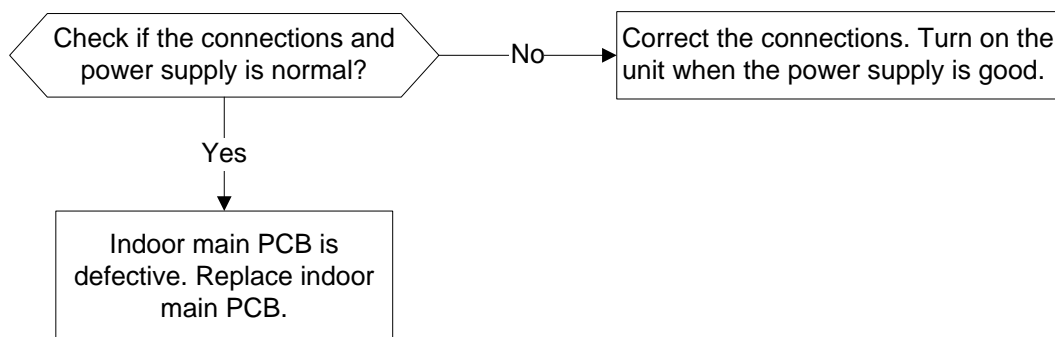 Check if the connections and
power supply is normal?
No
Correct the connections. Turn on the
unit when the power supply is good.
Yes
Indoor main PCB is
defective. Replace indoor
main PCB.